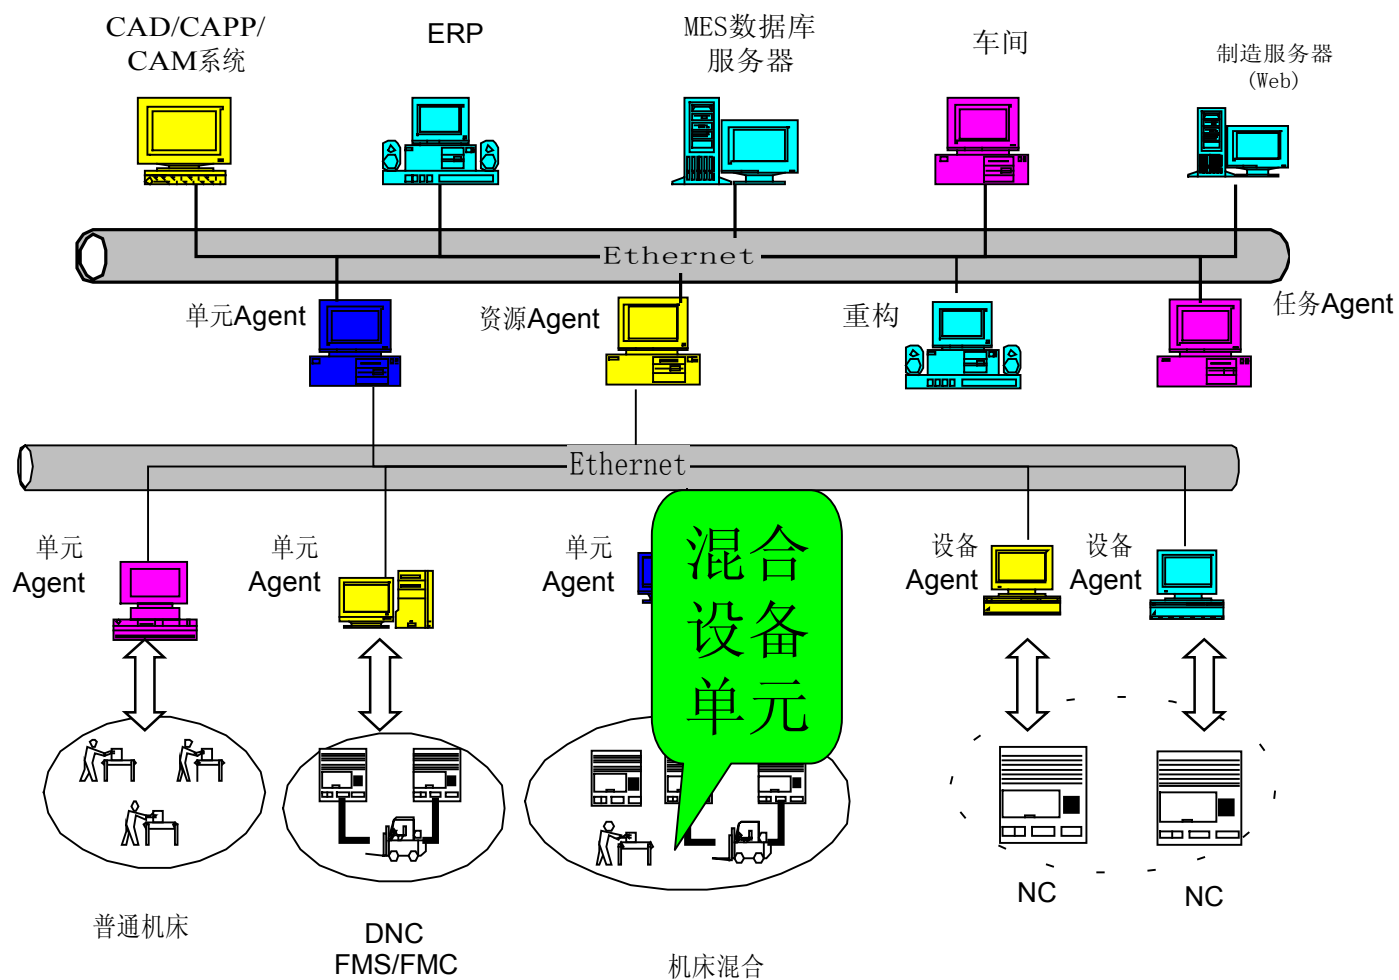 CAD/CAPP/
CAM系统
ERP
MES数据库
服务器
车间
制造服务器
(Web)
Ethernet
单元Agent
资源Agent
重构
任务Agent
Ethernet
单元
Agent
单元
Agent
单元
Agent
混合
设备
单元
设备
Agent
设备
Agent
普通机床
DNC
FMS/FMC
机床混合
NC
NC